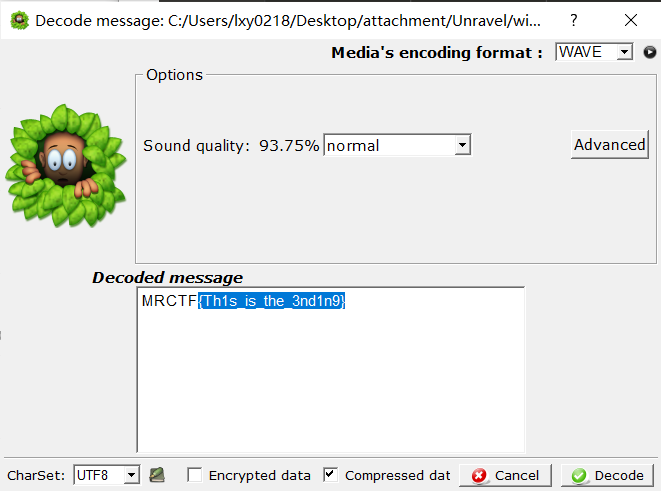 Decode message: C:/Users/lxy0218/Desktop/attachment/Unravel/wi... ? ×
Media's encoding format : WAVE
Options
Sound quality: 93.75% normal
Advanced
Decoded message
MRCTF{Th1s_is_the_3nd1n9}
CharSet: UTF8 Encrypted data Compressed dat Cancel Decode